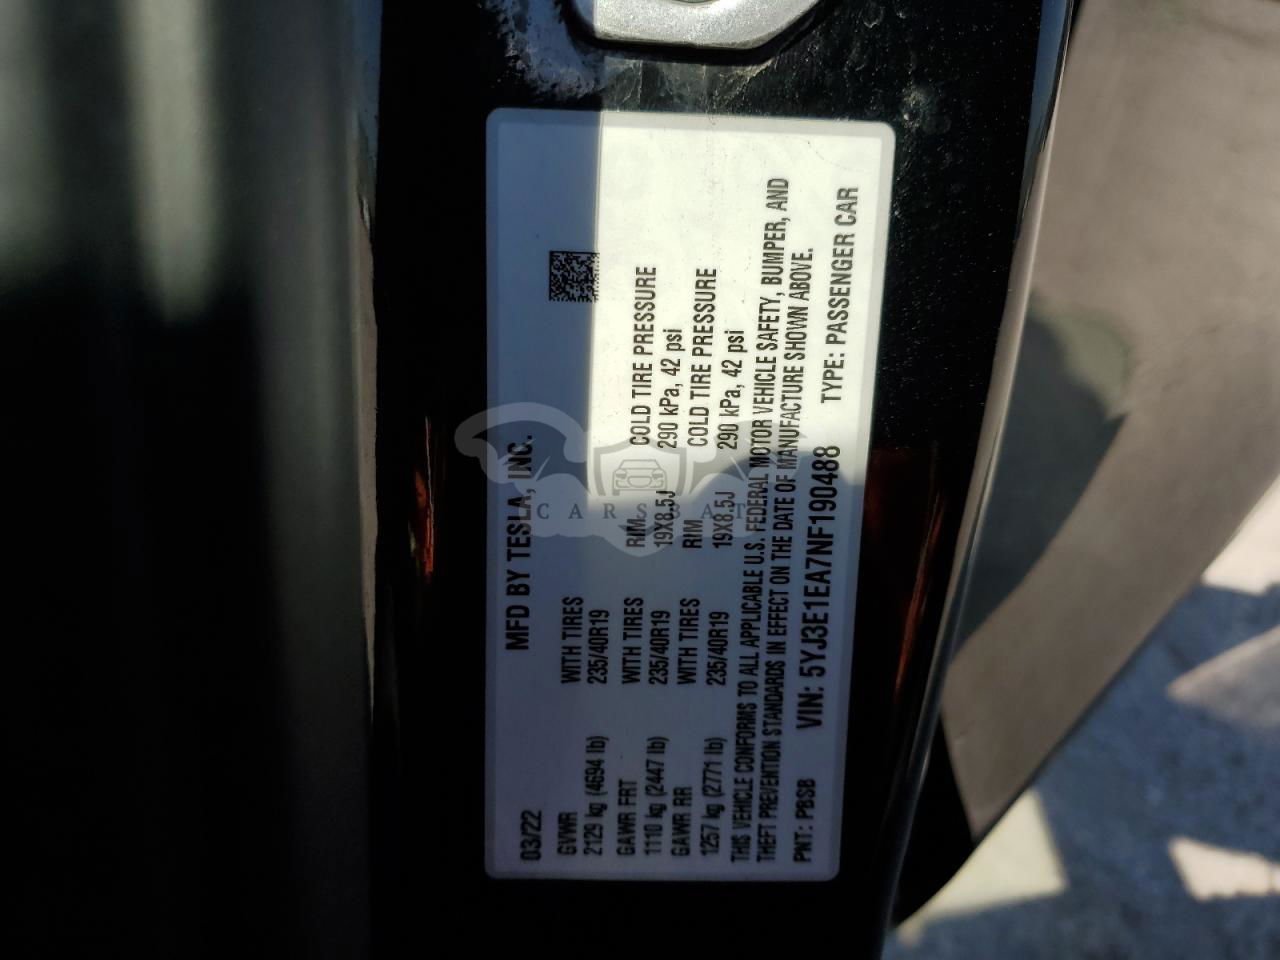 MFD BY TESLA, INC.
03/22
GVWR WITH TIRES
2129 kg (4694 lb) 235/40R19
GAWR FRT WITH TIRES RIM COLD TIRE PRESSURE
1110 kg (2447 lb) 235/40R19 19X8.5J 290 kPa, 42 psi
GAWR RR WITH TIRES RIM COLD TIRE PRESSURE
1257 kg (2771 lb) 235/40R19 19X8.5J 290 kPa, 42 psi
THIS VEHICLE CONFORMS TO ALL APPLICABLE U.S. FEDERAL MOTOR VEHICLE SAFETY, BUMPER, AND
THEFT PREVENTION STANDARDS IN EFFECT ON THE DATE OF MANUFACTURE SHOWN ABOVE.
PNT: PBSB VIN: 5YJ3E1EA7NF190488 TYPE: PASSENGER CAR
CARSBAT